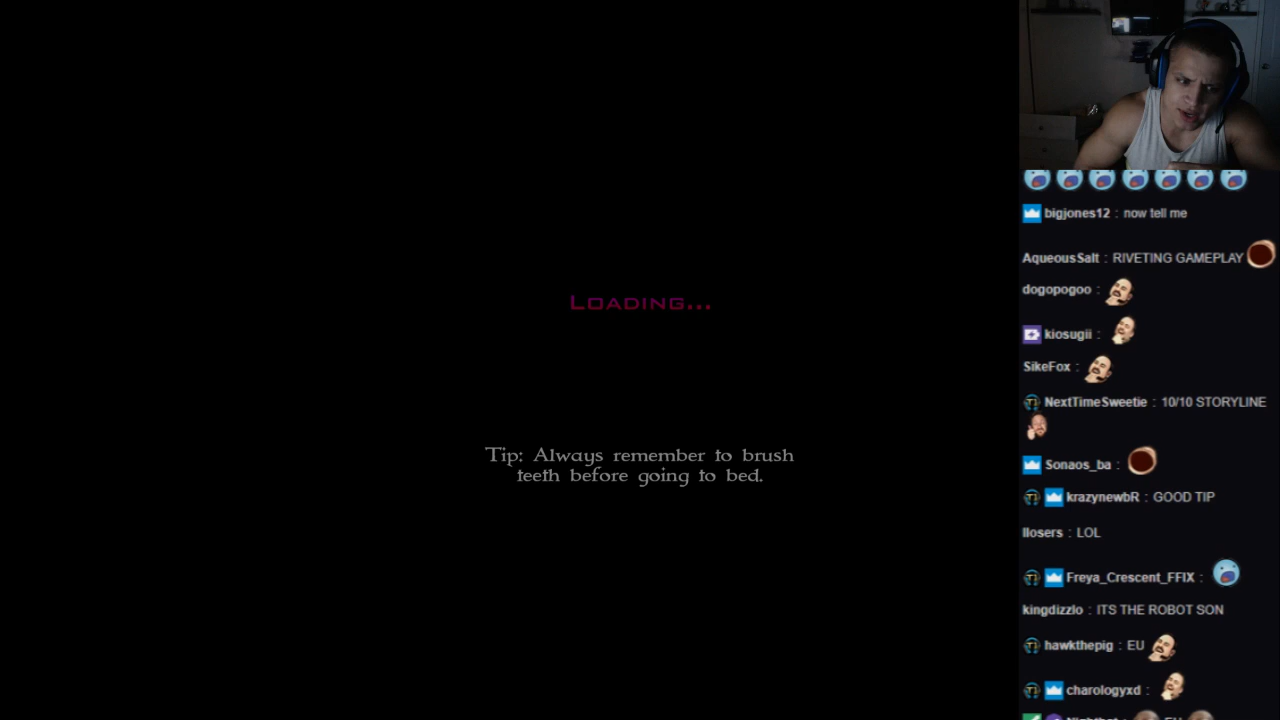 Loading...
Tip: Always remember to brush
teeth before going to bed.
bigjones12 : now tell me
AqueousSalt : RIVETING GAMEPLAY
dogopogoo :
kiosugii :
SikeFox :
NextTimeSweetie : 10/10 STORYLINE
Sonaos_ba :
krazynewbR : GOOD TIP
llosers : LOL
Freya_Crescent_FFIX :
kingdizzlo : ITS THE ROBOT SON
hawkthepig : EU
charologyxd :